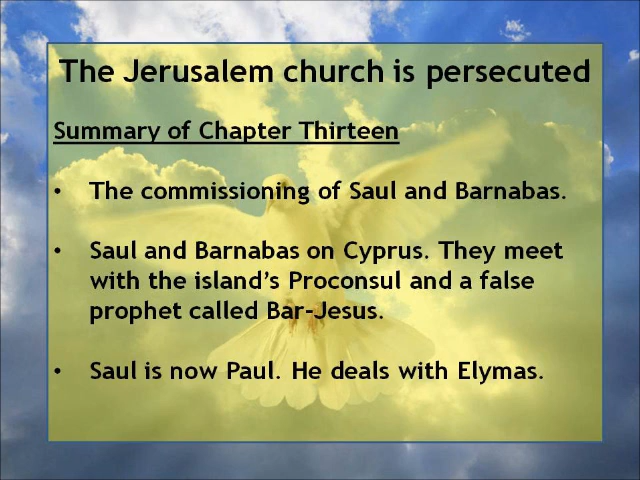 The Jerusalem church is persecuted
Summary of Chapter Thirteen
• The commissioning of Saul and Barnabas.
• Saul and Barnabas on Cyprus. They meet
with the island’s Proconsul and a false
prophet called Bar-Jesus.
• Saul is now Paul. He deals with Elymas.